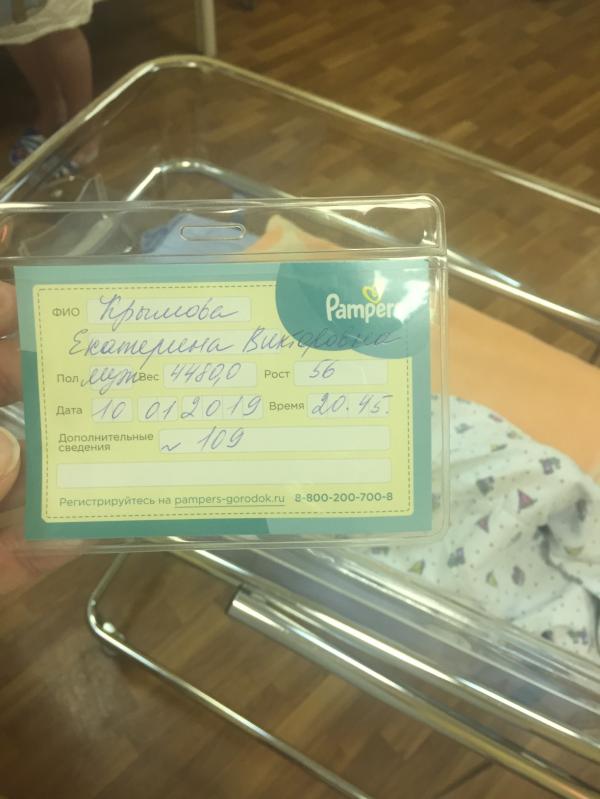 Pampers
ФИО Крымова
Екатерина Викторовна
Пол муж Вес 4480,0 Рост 56
Дата 10 01 2019 Время 20.45.
Дополнительные сведения ~ 109
Регистрируйтесь на pampers-gorodok.ru 8-800-200-700-8